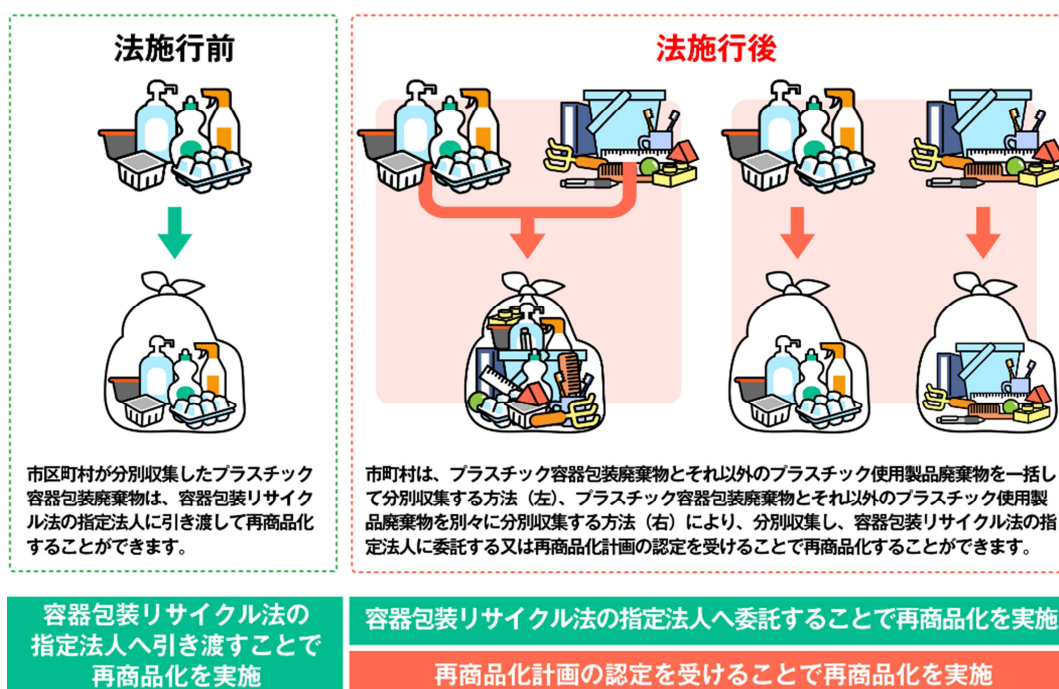 法施行前
市区町村が分別収集したプラスチック
容器包装廃棄物は、容器包装リサイク
ル法の指定法人に引き渡して再商品化
することができます。
法施行後
市町村は、プラスチック容器包装廃棄物とそれ以外のプラスチック使用製品廃棄物を一括し
て分別収集する方法（左）、プラスチック容器包装廃棄物とそれ以外のプラスチック使用製
品廃棄物を別々に分別収集する方法（右）により、分別収集し、容器包装リサイクル法の指
定法人に委託する又は再商品化計画の認定を受けることで再商品化することができます。
容器包装リサイクル法の
指定法人へ引き渡すことで
再商品化を実施
容器包装リサイクル法の指定法人へ委託することで再商品化を実施
再商品化計画の認定を受けることで再商品化を実施